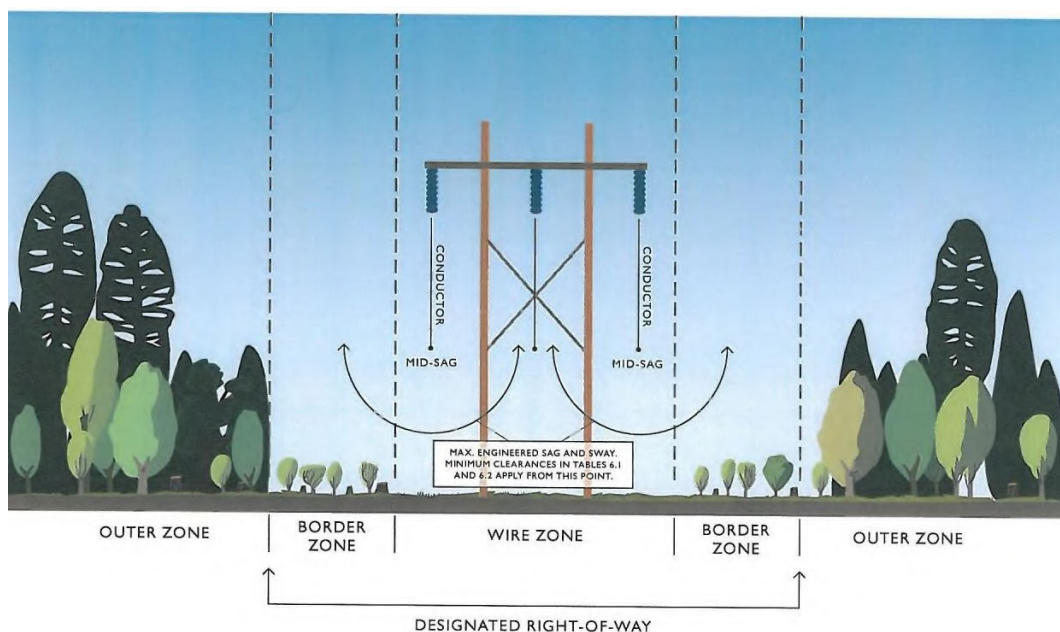 CONDUCTOR
CONDUCTOR
MID-SAG
MID-SAG
MAX. ENGINEERED SAG AND SWAY.
MINIMUM CLEARANCES IN TABLES 6.1
AND 6.2 APPLY FROM THIS POINT.
OUTER ZONE
BORDER
ZONE
WIRE ZONE
BORDER
ZONE
OUTER ZONE
DESIGNATED RIGHT-OF-WAY